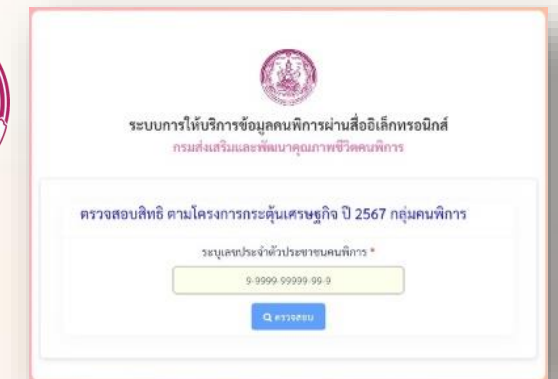 ระบบการให้บริการข้อมูลคนพิการผ่านสื่ออิเล็กทรอนิกส์
กรมส่งเสริมและพัฒนาคุณภาพชีวิตคนพิการ
ตรวจสอบสิทธิ ตามโครงการกระตุ้นเศรษฐกิจ ปี 2567 กลุ่มคนพิการ
ระบุเลขประจำตัวประชาชนคนพิการ *
9-9999-99999-99-9
ตรวจสอบ